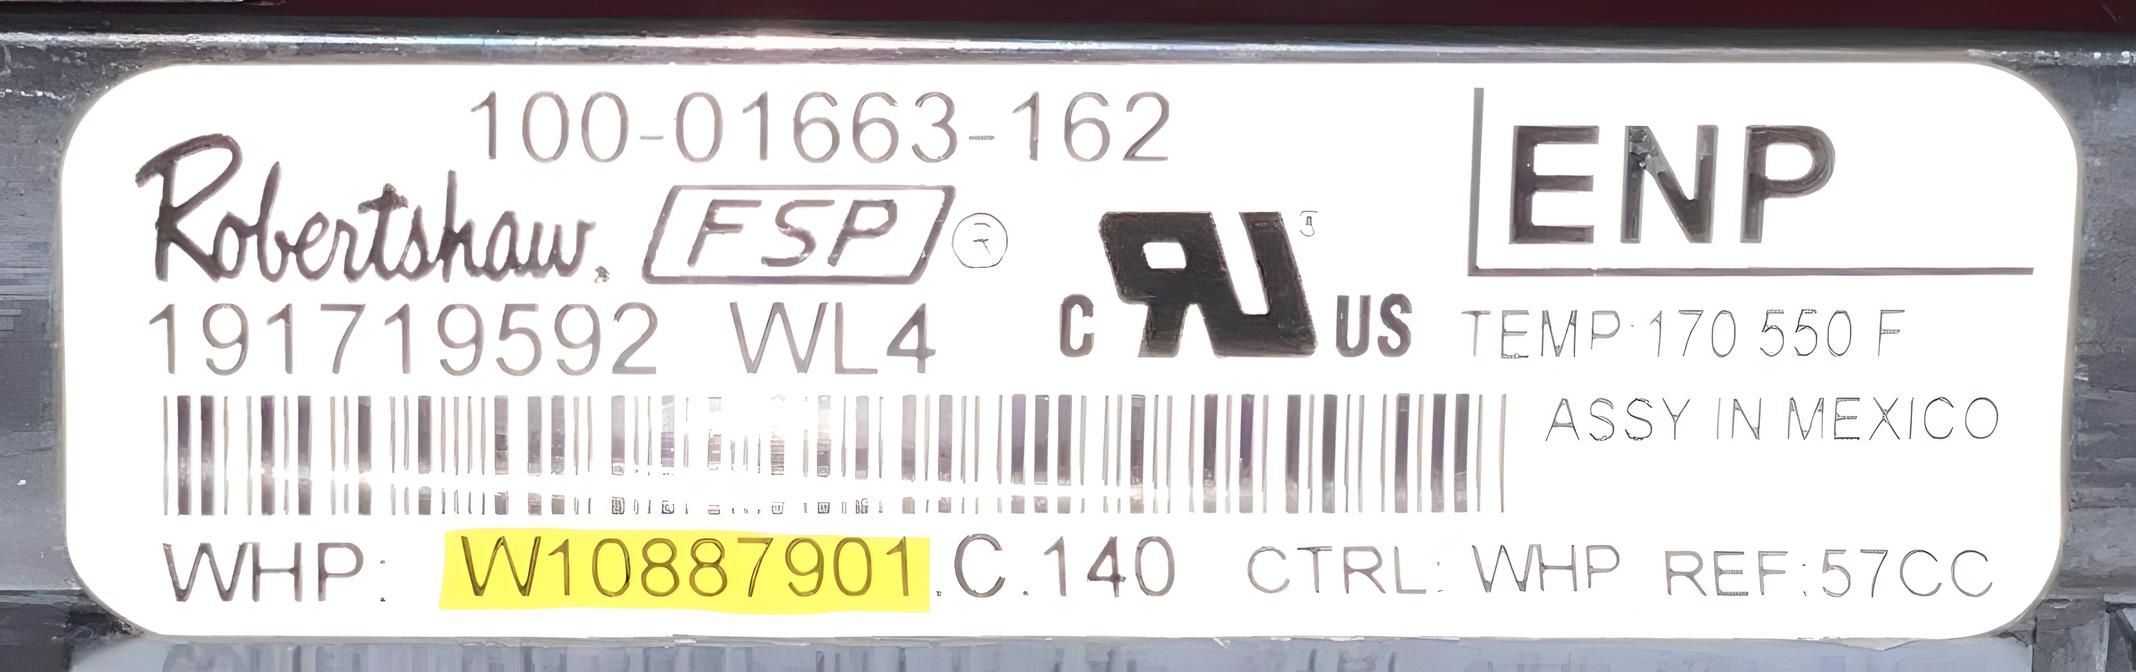 100-01663-162
ENP
Robertshaw. FSP ®
191719592 WL4
C RU US
TEMP 170 550 F
ASSY IN MEXICO
WHP: W10887901.C.140 CTRL: WHP REF:57CC